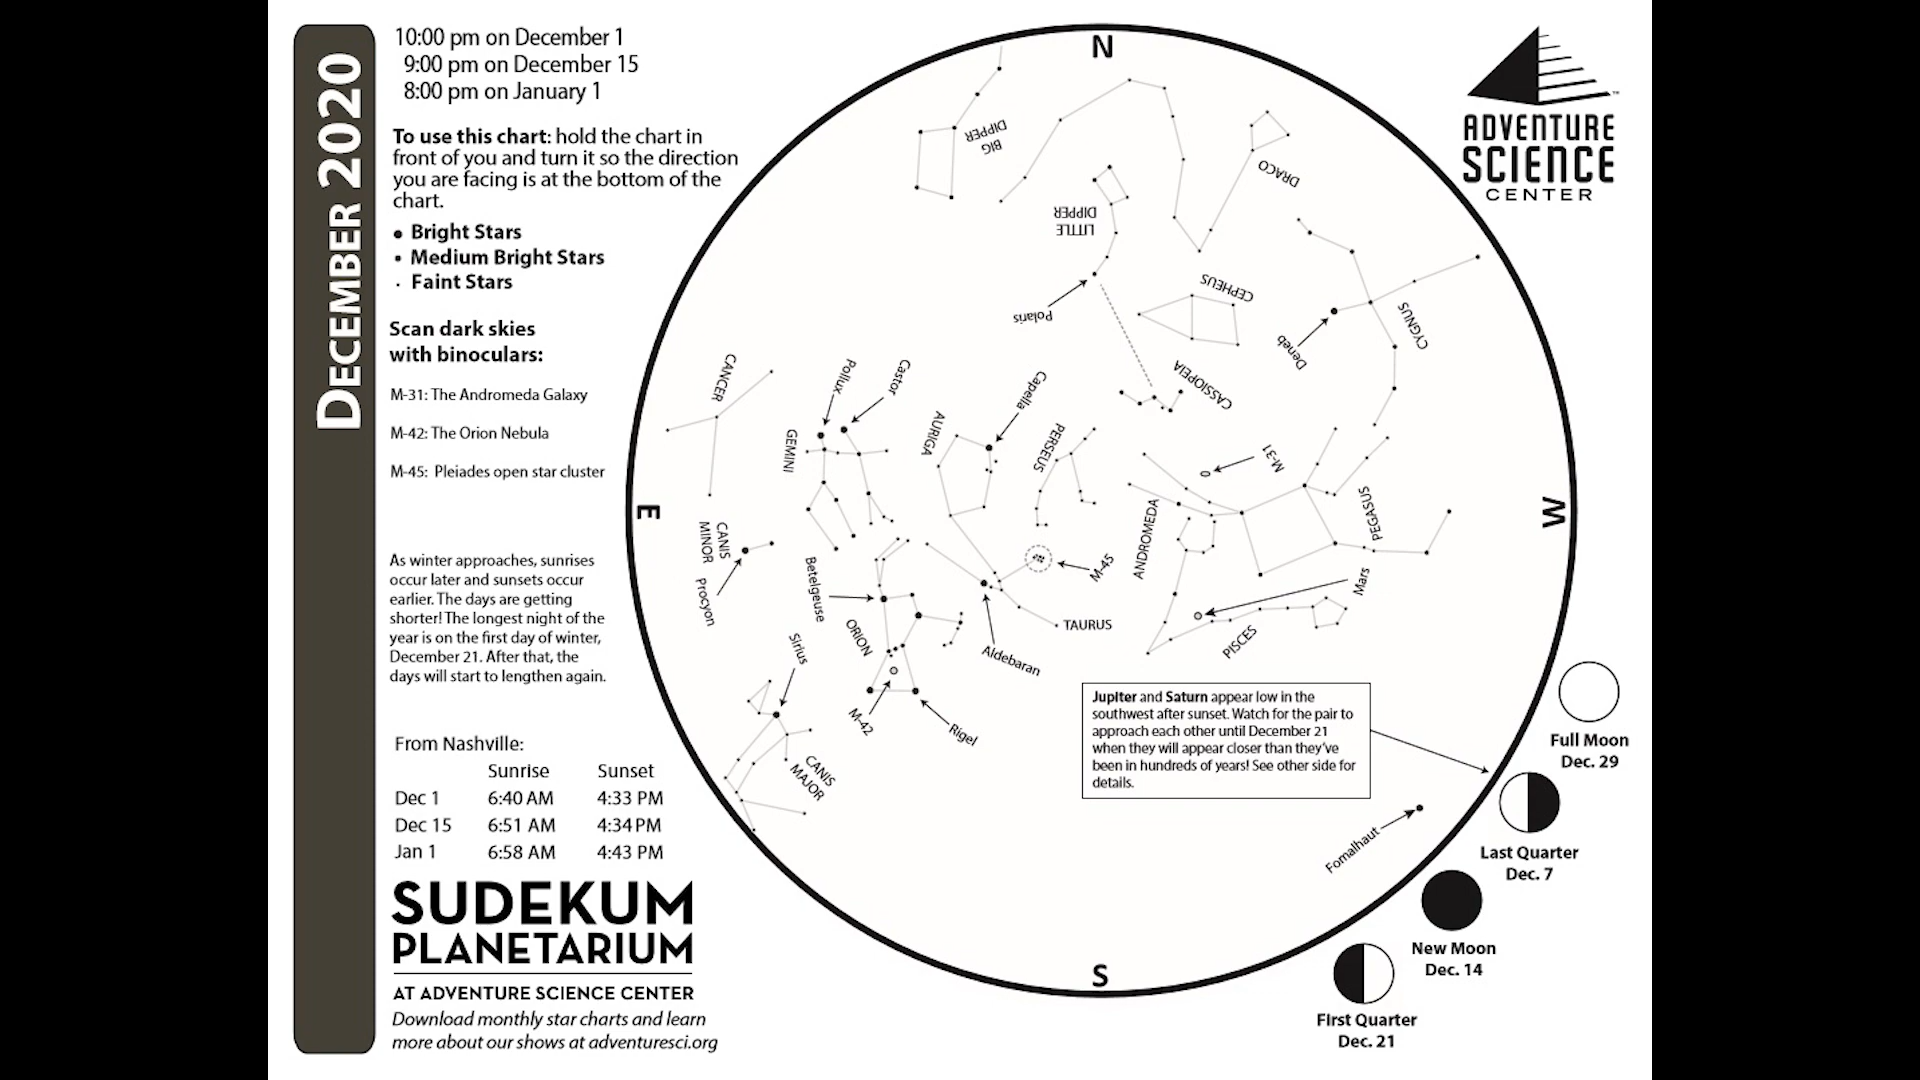 DECEMBER 2020
10:00 pm on December 1
9:00 pm on December 15
8:00 pm on January 1
To use this chart: hold the chart in
front of you and turn it so the direction
you are facing is at the bottom of the
chart.
Bright Stars
Medium Bright Stars
Faint Stars
Scan dark skies
with binoculars:
M-31: The Andromeda Galaxy
M-42: The Orion Nebula
M-45: Pleiades open star cluster
As winter approaches, sunrises
occur later and sunsets occur
earlier. The days are getting
shorter! The longest night of the
year is on the first day of winter,
December 21. After that, the
days will start to lengthen again.
From Nashville:
Sunrise Sunset
Dec 1 6:40 AM 4:33 PM
Dec 15 6:51 AM 4:34 PM
Jan 1 6:58 AM 4:43 PM
SUDEKUM
PLANETARIUM
AT ADVENTURE SCIENCE CENTER
Download monthly star charts and learn
more about our shows at adventuresci.org
N
BIG
DIPPER
LITTLE
DIPPER
DRACO
Polaris
CEPHEUS
CYGNUS
Deneb
CASSIOPEIA
CANCER
Pollux
Castor
GEMINI
AURIGA
Capella
PERSEUS
M-31
E
W
CANIS
MINOR
Procyon
Betelgeuse
ORION
M-45
ANDROMEDA
PEGASUS
Mars
TAURUS
PISCES
Aldebaran
Sirius
M-42
Rigel
CANIS
MAJOR
Jupiter and Saturn appear low in the
southwest after sunset. Watch for the pair to
approach each other until December 21
when they will appear closer than they've
been in hundreds of years! See other side for
details.
Fomalhaut
S
ADVENTURE
SCIENCE
CENTER
TM
Full Moon
Dec. 29
Last Quarter
Dec. 7
New Moon
Dec. 14
First Quarter
Dec. 21